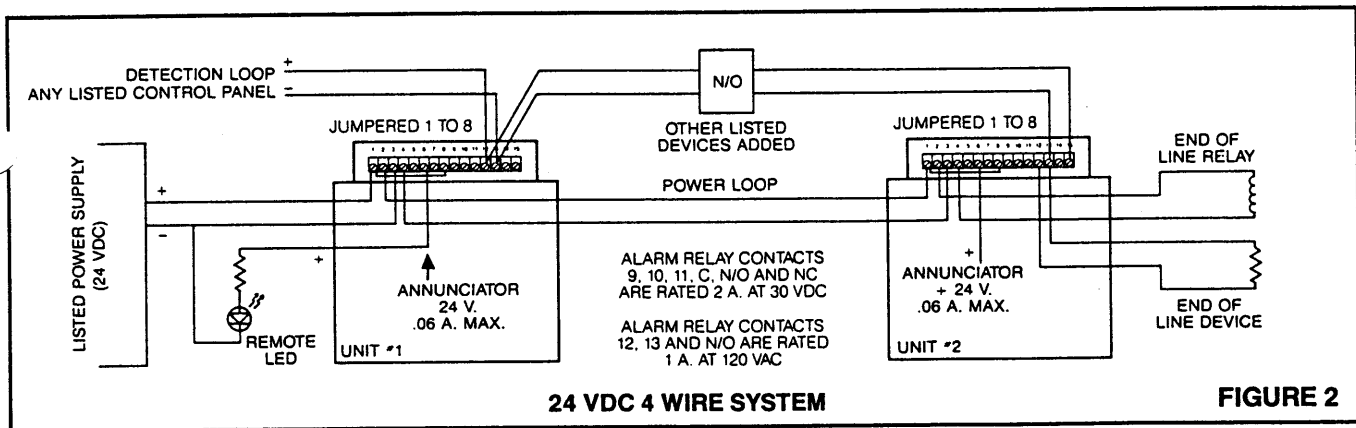 DETECTION LOOP +
ANY LISTED CONTROL PANEL −
N/O
OTHER LISTED
DEVICES ADDED
JUMPERED 1 TO 8
JUMPERED 1 TO 8
END OF
LINE RELAY
POWER LOOP
LISTED POWER SUPPLY
(24 VDC)
+
-
+
ANNUNCIATOR
24 V.
.06 A. MAX.
REMOTE
LED
UNIT #1
ALARM RELAY CONTACTS
9, 10, 11, C, N/O AND NC
ARE RATED 2 A. AT 30 VDC
ALARM RELAY CONTACTS
12, 13 AND N/O ARE RATED
1 A. AT 120 VAC
+
ANNUNCIATOR
+ 24 V.
.06 A. MAX.
UNIT #2
END OF
LINE DEVICE
24 VDC 4 WIRE SYSTEM
FIGURE 2